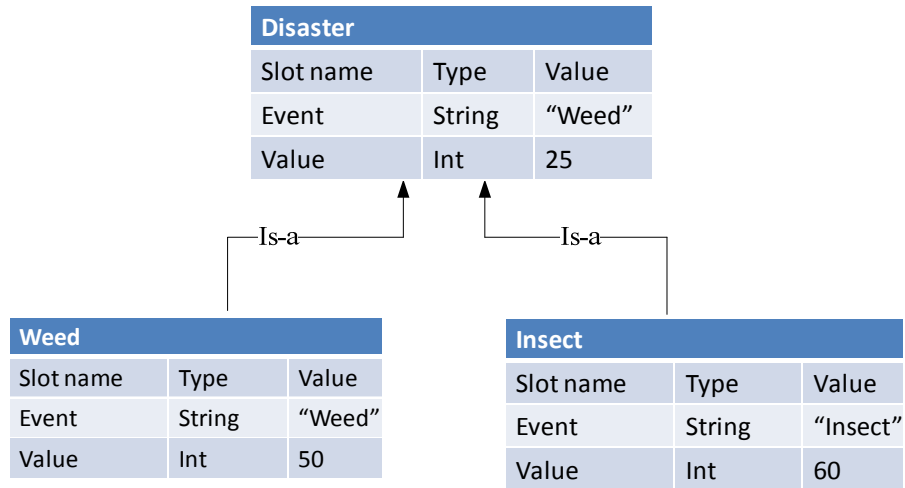 Disaster
Slot name Type Value
Event String “Weed”
Value Int 25
Is-a Is-a
Weed
Slot name Type Value
Event String “Weed”
Value Int 50
Insect
Slot name Type Value
Event String “Insect”
Value Int 60